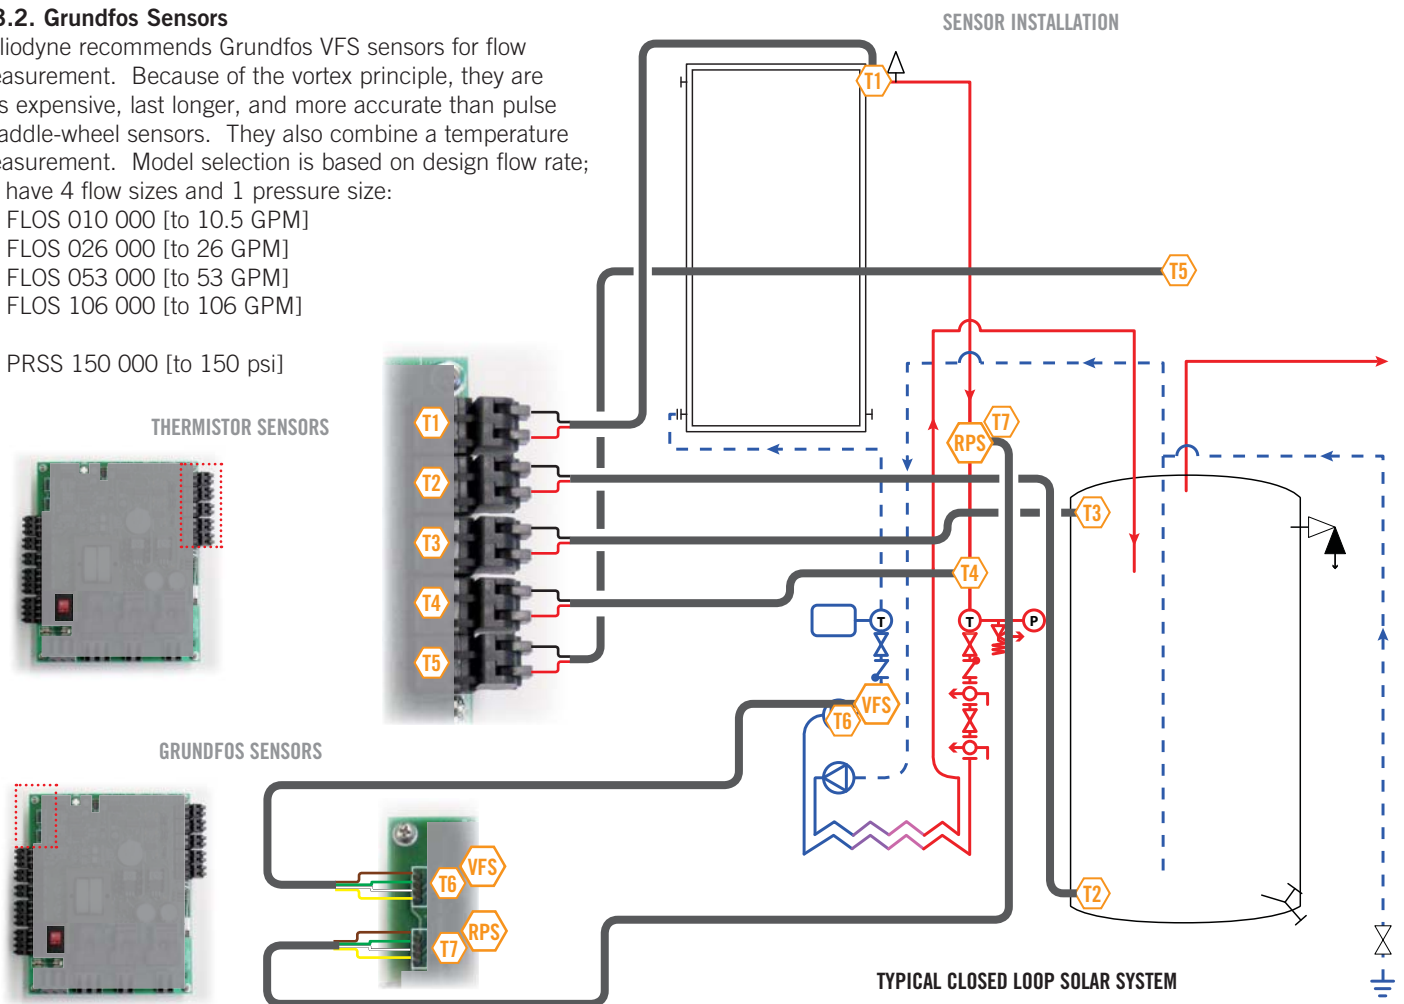 3.2. Grundfos Sensors
SENSOR INSTALLATION
liodyne recommends Grundfos VFS sensors for flow
easurement. Because of the vortex principle, they are
s expensive, last longer, and more accurate than pulse
addle-wheel sensors. They also combine a temperature
easurement. Model selection is based on design flow rate;
have 4 flow sizes and 1 pressure size:
FLOS 010 000 [to 10.5 GPM]
FLOS 026 000 [to 26 GPM]
FLOS 053 000 [to 53 GPM]
FLOS 106 000 [to 106 GPM]
PRSS 150 000 [to 150 psi]
THERMISTOR SENSORS
T1
T2
T3
T4
T5
GRUNDFOS SENSORS
T6
VFS
T7
RPS
T1
T5
T7
RPS
T3
T4
T
T
P
VFS
T6
T2
TYPICAL CLOSED LOOP SOLAR SYSTEM